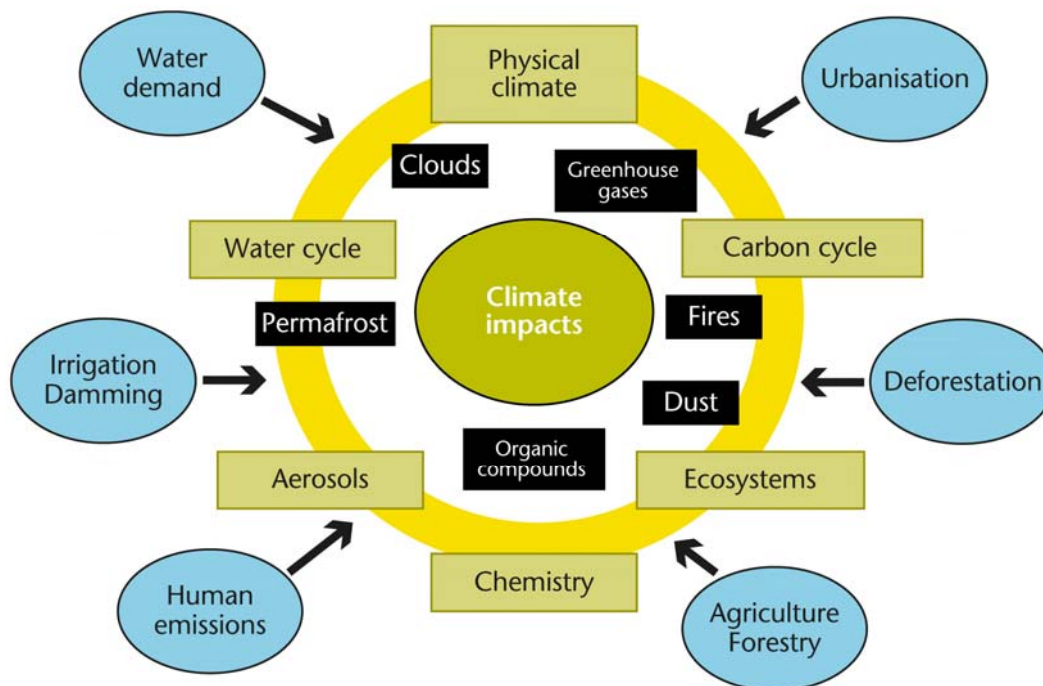 Water
demand
Physical
climate
Urbanisation
Clouds
Greenhouse
gases
Water cycle
Carbon cycle
Climate
impacts
Permafrost
Fires
Irrigation
Damming
Deforestation
Dust
Organic
compounds
Aerosols
Ecosystems
Chemistry
Human
emissions
Agriculture
Forestry